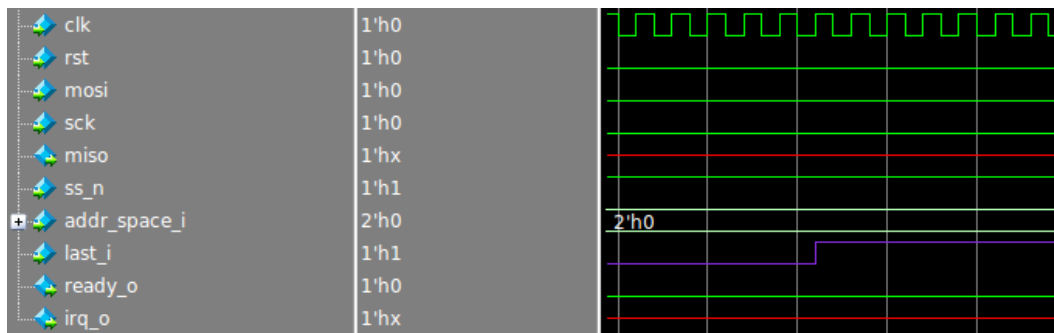 clk 1'h0
rst 1'h0
mosi 1'h0
sck 1'h0
miso 1'hx
ss_n 1'h1
addr_space_i 2'h0 2'h0
last_i 1'h1
ready_o 1'h0
irq_o 1'hx